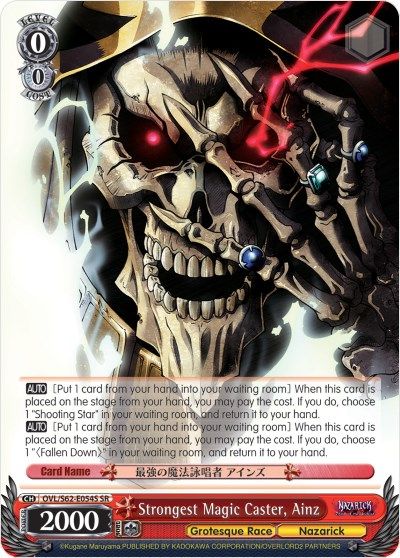 LEVEL
0
0
COST
AUTO [Put 1 card from your hand into your waiting room] When this card is
placed on the stage from your hand, you may pay the cost. If you do, choose
1 "Shooting Star" in your waiting room, and return it to your hand.
AUTO [Put 1 card from your hand into your waiting room] When this card is
placed on the stage from your hand, you may pay the cost. If you do, choose
1 "〈Fallen Down〉" in your waiting room, and return it to your hand.
Card Name 最強の魔法詠唱者 アインズ
CH OVL/S62-E054S SR
Strongest Magic Caster, Ainz
NAZARICK
2000
Grotesque Race Nazarick
©Kugane Maruyama,PUBLISHED BY KADOKAWA CORPORATION/OVERLORD2 PARTNERS